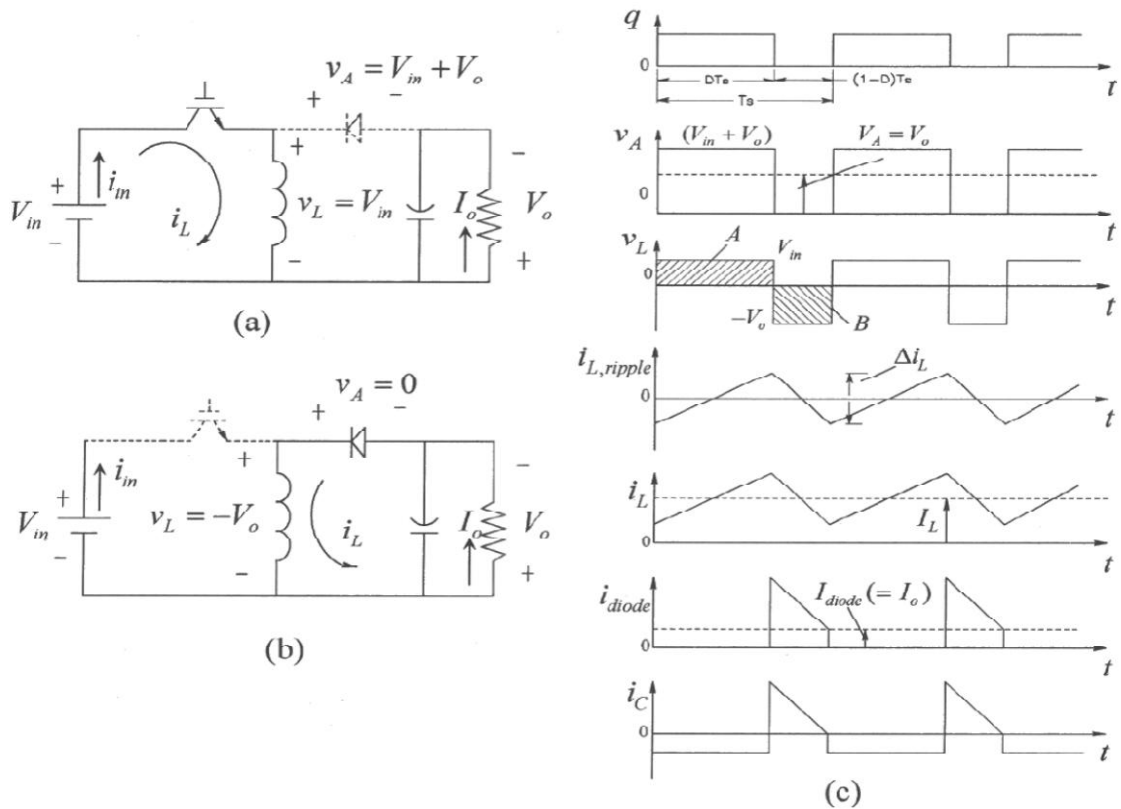 v_A = V_in + V_o
+ −
+
V_in
−
i_in
i_L
+
v_L = V_in
−
I_o
−
V_o
+
(a)
v_A = 0
+ −
+
V_in
−
i_in
+
v_L = −V_o
−
i_L
I_o
−
V_o
+
(b)
q
0
DTs (1−D)Ts
Ts
t
v_A
(V_in + V_o) V_A = V_o
0
t
v_L
A V_in
0
−V_o B
t
i_L,ripple
Δi_L
0
t
i_L
I_L
0
t
i_diode
I_diode (= I_o)
0
t
i_C
0
t
(c)